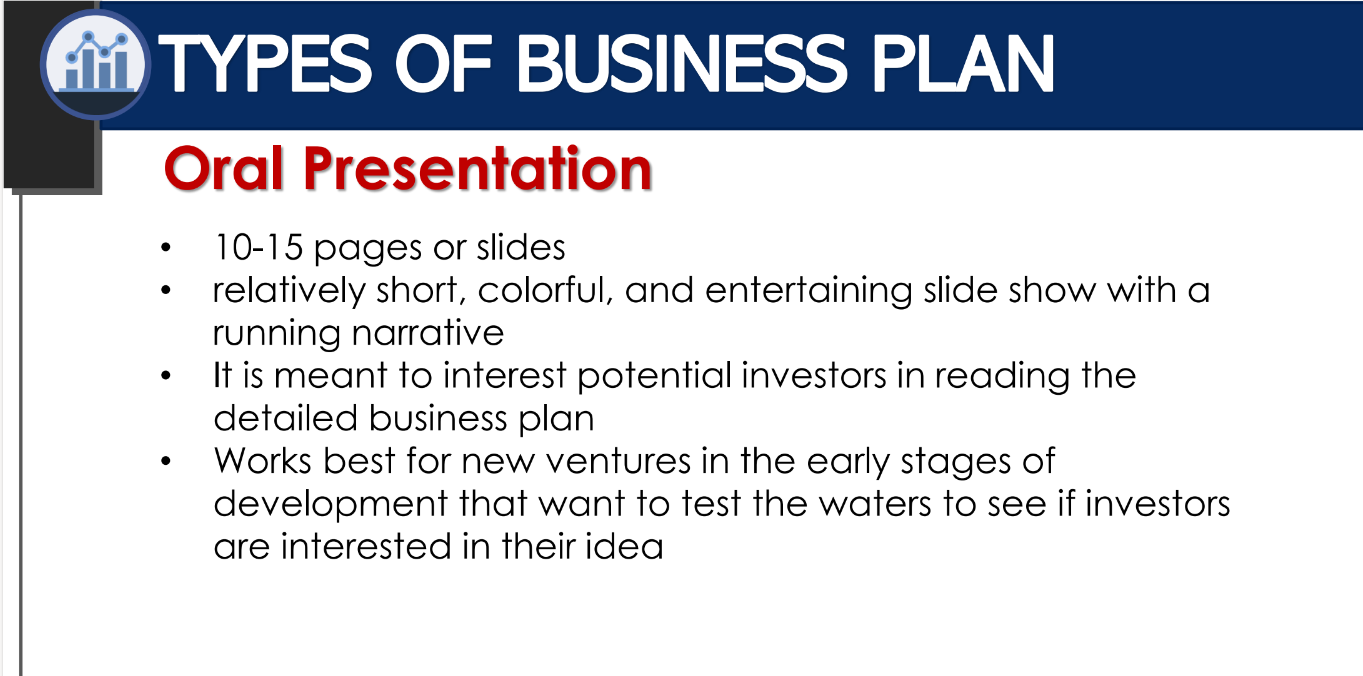 TYPES OF BUSINESS PLAN
Oral Presentation
• 10-15 pages or slides
• relatively short, colorful, and entertaining slide show with a
running narrative
• It is meant to interest potential investors in reading the
detailed business plan
• Works best for new ventures in the early stages of
development that want to test the waters to see if investors
are interested in their idea